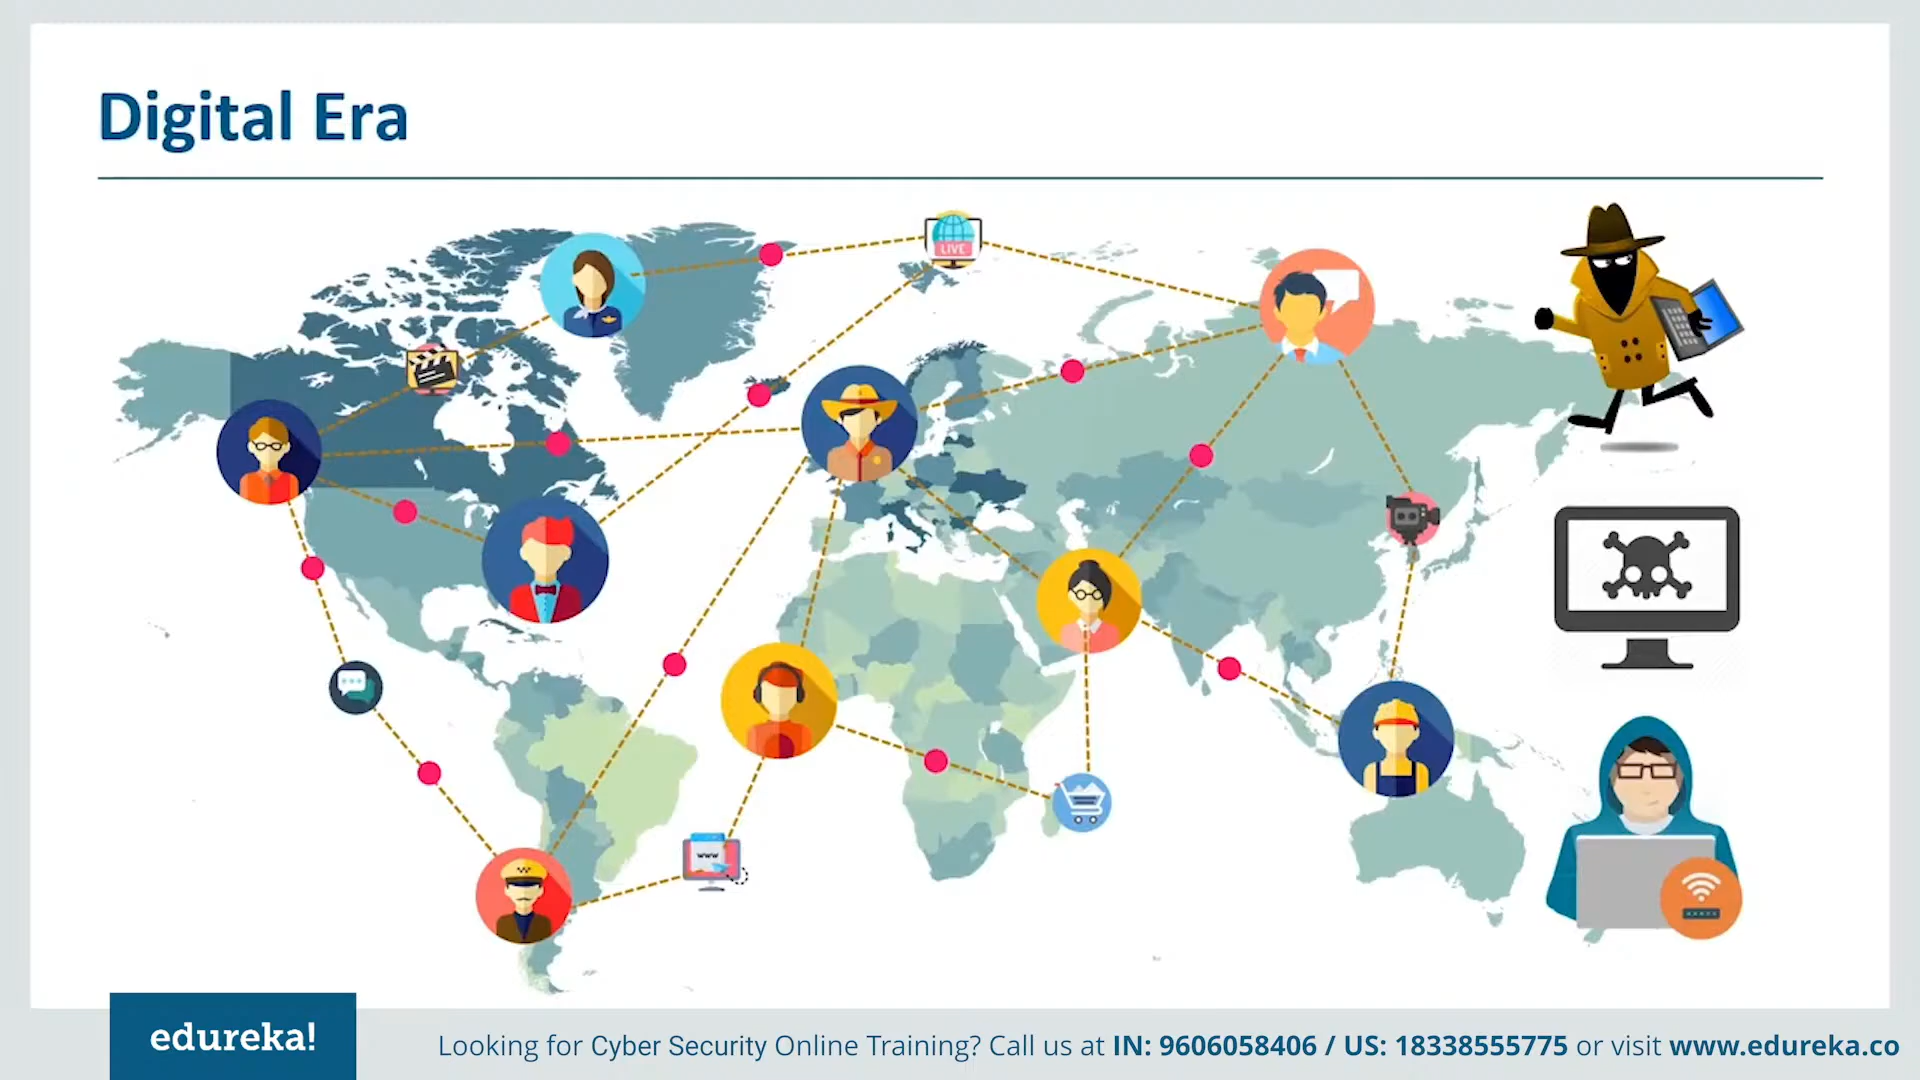 Digital Era
LIVE
www
edureka!
Looking for Cyber Security Online Training? Call us at IN: 9606058406 / US: 18338555775 or visit www.edureka.co